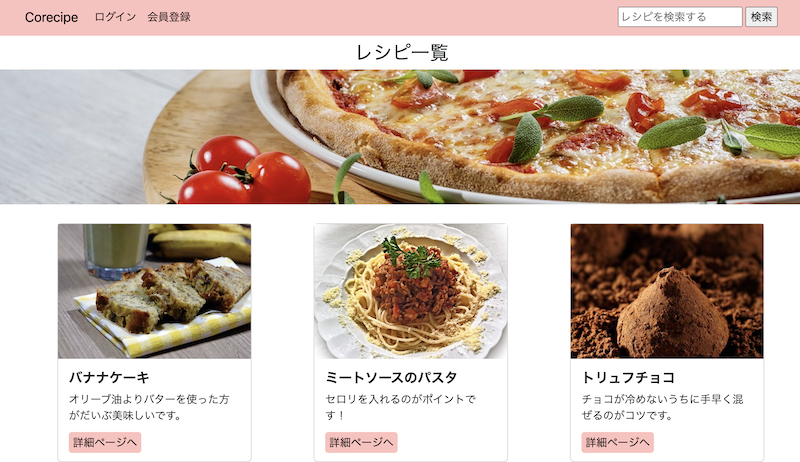 Corecipe ログイン 会員登録 レシピを検索する 検索
レシピ一覧
バナナケーキ
オリーブ油よりバターを使った方
がだいぶ美味しいです。
詳細ページへ
ミートソースのパスタ
セロリを入れるのがポイントで
す！
詳細ページへ
トリュフチョコ
チョコが冷めないうちに手早く混
ぜるのがコツです。
詳細ページへ